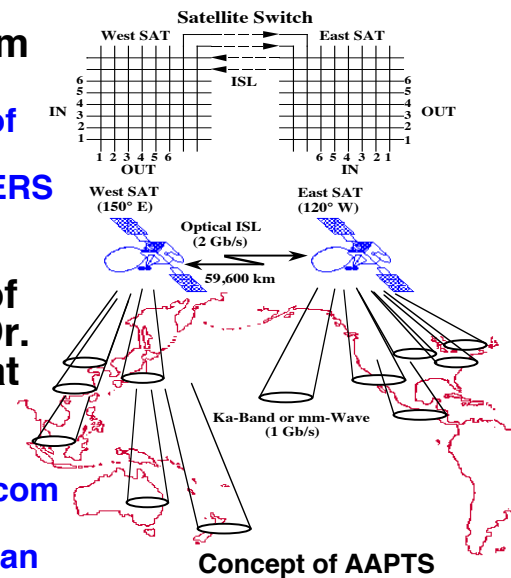 Satellite Switch
West SAT
East SAT
ISL
IN
6
5
4
3
2
1
1 2 3 4 5 6
OUT
6
5
4
3
2
1
OUT
6 5 4 3 2 1
IN
m
of
ERS
of
Dr.
at
com
an
West SAT
(150° E)
East SAT
(120° W)
Optical ISL
(2 Gb/s)
59,600 km
Ka-Band or mm-Wave
(1 Gb/s)
Concept of AAPTS